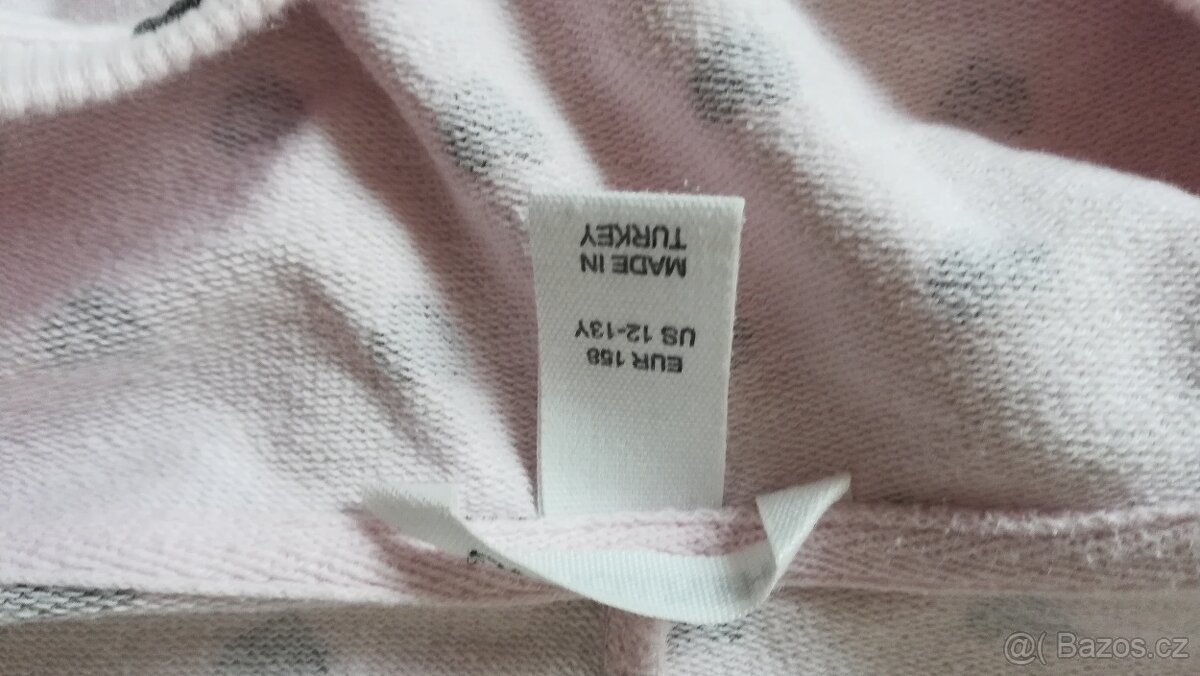 EUR 158
US 12-13Y
MADE IN
TURKEY
@( Bazos.cz